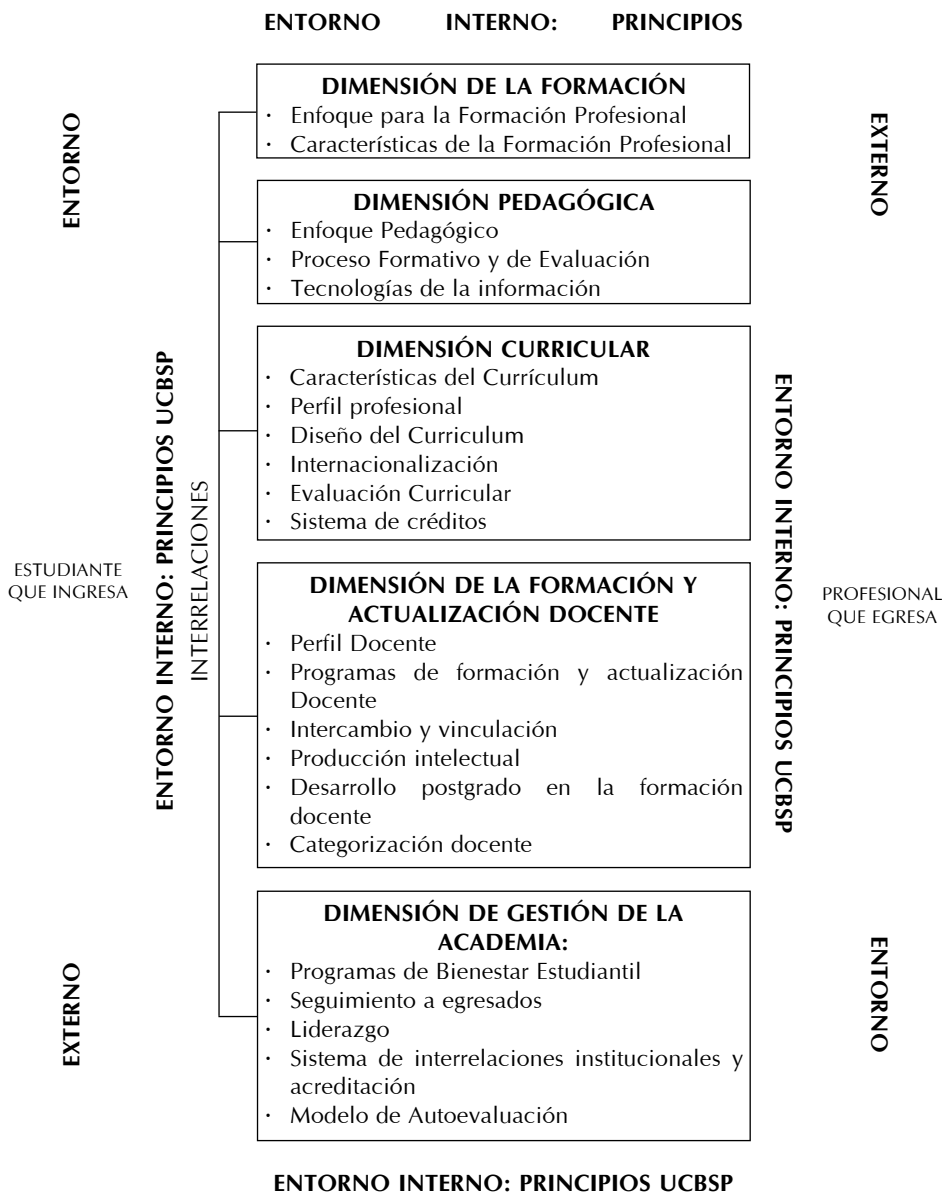 ENTORNO INTERNO: PRINCIPIOS
ENTORNO
EXTERNO
DIMENSIÓN DE LA FORMACIÓN
· Enfoque para la Formación Profesional
· Características de la Formación Profesional
DIMENSIÓN PEDAGÓGICA
· Enfoque Pedagógico
· Proceso Formativo y de Evaluación
· Tecnologías de la información
ENTORNO INTERNO: PRINCIPIOS UCBSP
INTERRELACIONES
DIMENSIÓN CURRICULAR
· Características del Currículum
· Perfil profesional
· Diseño del Curriculum
· Internacionalización
· Evaluación Curricular
· Sistema de créditos
ENTORNO INTERNO: PRINCIPIOS UCBSP
ESTUDIANTE
QUE INGRESA
DIMENSIÓN DE LA FORMACIÓN Y
ACTUALIZACIÓN DOCENTE
· Perfil Docente
· Programas de formación y actualización
Docente
· Intercambio y vinculación
· Producción intelectual
· Desarrollo postgrado en la formación
docente
· Categorización docente
PROFESIONAL
QUE EGRESA
EXTERNO
DIMENSIÓN DE GESTIÓN DE LA
ACADEMIA:
· Programas de Bienestar Estudiantil
· Seguimiento a egresados
· Liderazgo
· Sistema de interrelaciones institucionales y
acreditación
· Modelo de Autoevaluación
ENTORNO
ENTORNO INTERNO: PRINCIPIOS UCBSP